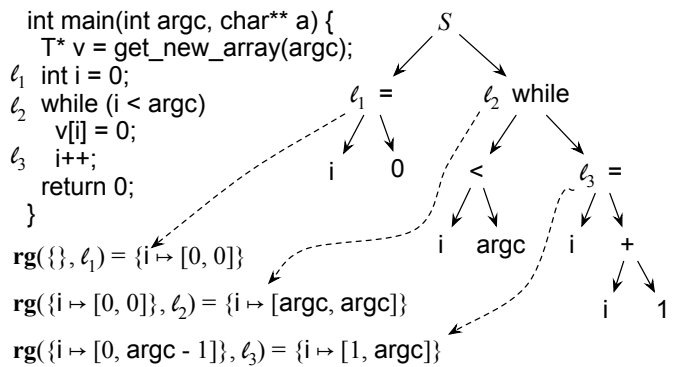 int main(int argc, char** a) {
T* v = get_new_array(argc);
ℓ1 int i = 0;
ℓ2 while (i < argc)
v[i] = 0;
ℓ3 i++;
return 0;
}
S
ℓ1 = ℓ2 while
i 0 < ℓ3 =
i argc i +
i 1
rg({}, ℓ1) = {i ↦ [0, 0]}
rg({i ↦ [0, 0]}, ℓ2) = {i ↦ [argc, argc]}
rg({i ↦ [0, argc - 1]}, ℓ3) = {i ↦ [1, argc]}